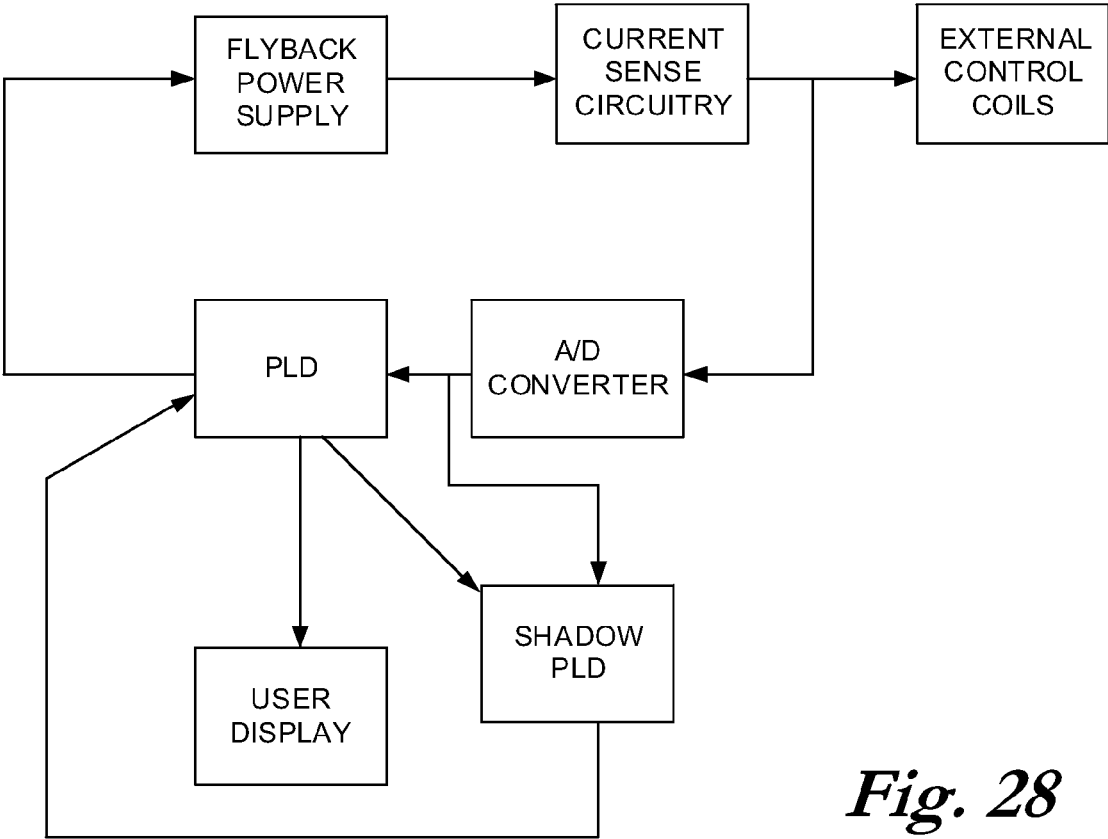 FLYBACK
POWER
SUPPLY
CURRENT
SENSE
CIRCUITRY
EXTERNAL
CONTROL
COILS
PLD
A/D
CONVERTER
SHADOW
PLD
USER
DISPLAY
Fig. 28